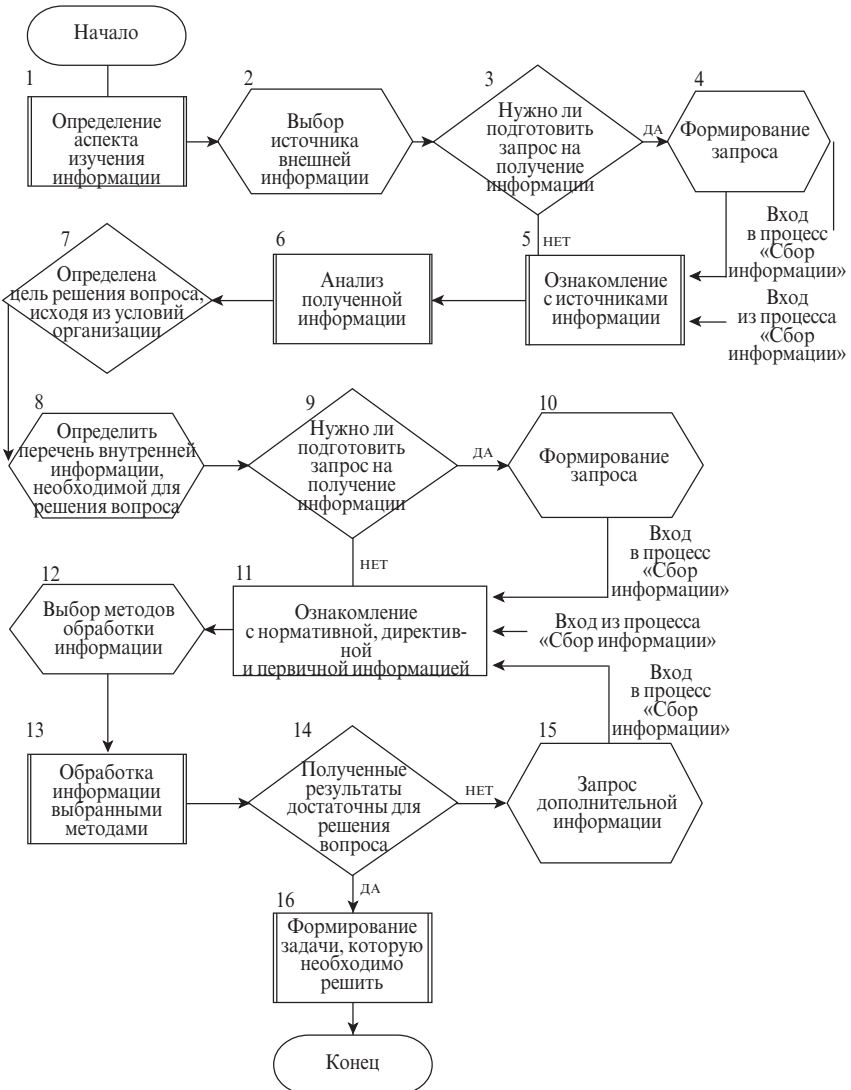 Начало
1
Определение
аспекта
изучения
информации
2
Выбор
источника
внешней
информации
3
Нужно ли
подготовить
запрос на
получение
информации
ДА
4
Формирование
запроса
Вход
в процесс
«Сбор
информации»
Вход
из процесса
«Сбор
информации»
НЕТ
5
Ознакомление
с источниками
информации
6
Анализ
полученной
информации
7
Определена
цель решения вопроса,
исходя из условий
организации
8
Определить
перечень внутренней
информации,
необходимой для
решения вопроса
9
Нужно ли
подготовить
запрос на
получение
информации
ДА
10
Формирование
запроса
Вход
в процесс
«Сбор
информации»
НЕТ
11
Ознакомление
с нормативной, директив-
ной
и первичной информацией
Вход из процесса
«Сбор информации»
Вход
в процесс
«Сбор
информации»
12
Выбор методов
обработки
информации
13
Обработка
информации
выбранными
методами
14
Полученные
результаты
достаточны для
решения
вопроса
НЕТ
15
Запрос
дополнительной
информации
ДА
16
Формирование
задачи, которую
необходимо
решить
Конец